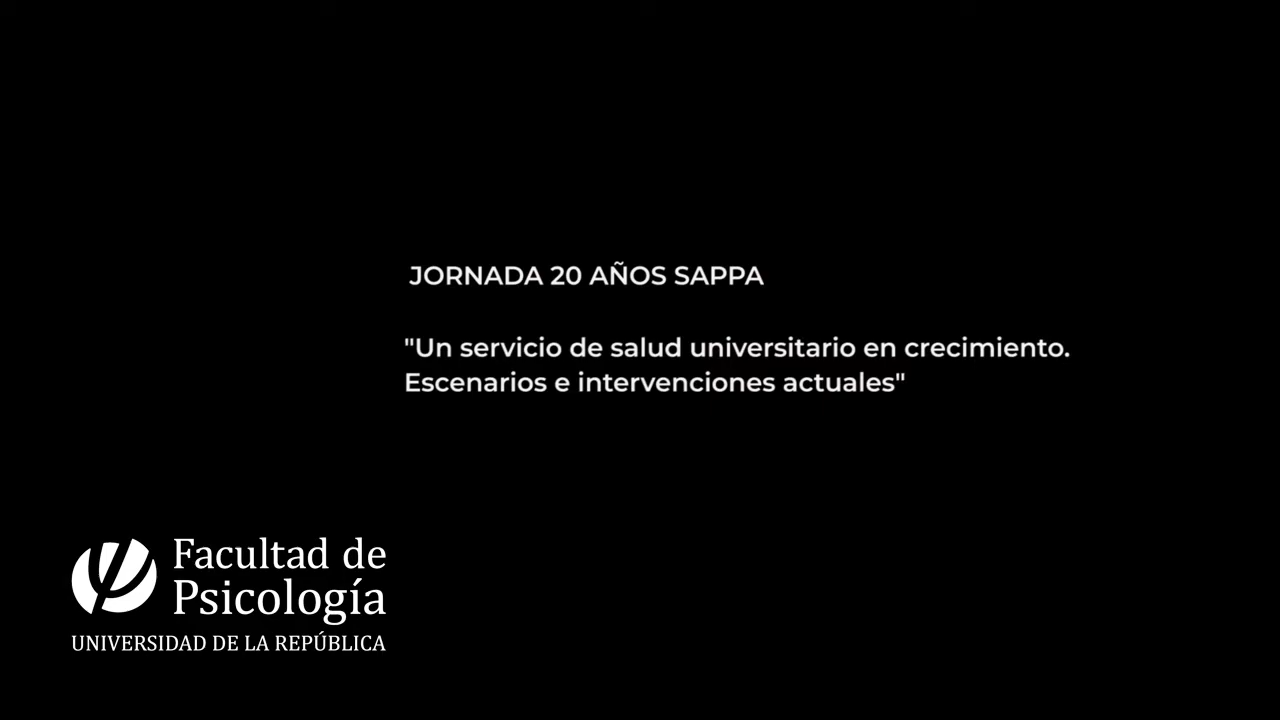 JORNADA 20 AÑOS SAPPA
"Un servicio de salud universitario en crecimiento.
Escenarios e intervenciones actuales"
Facultad de
Psicología
UNIVERSIDAD DE LA REPÚBLICA